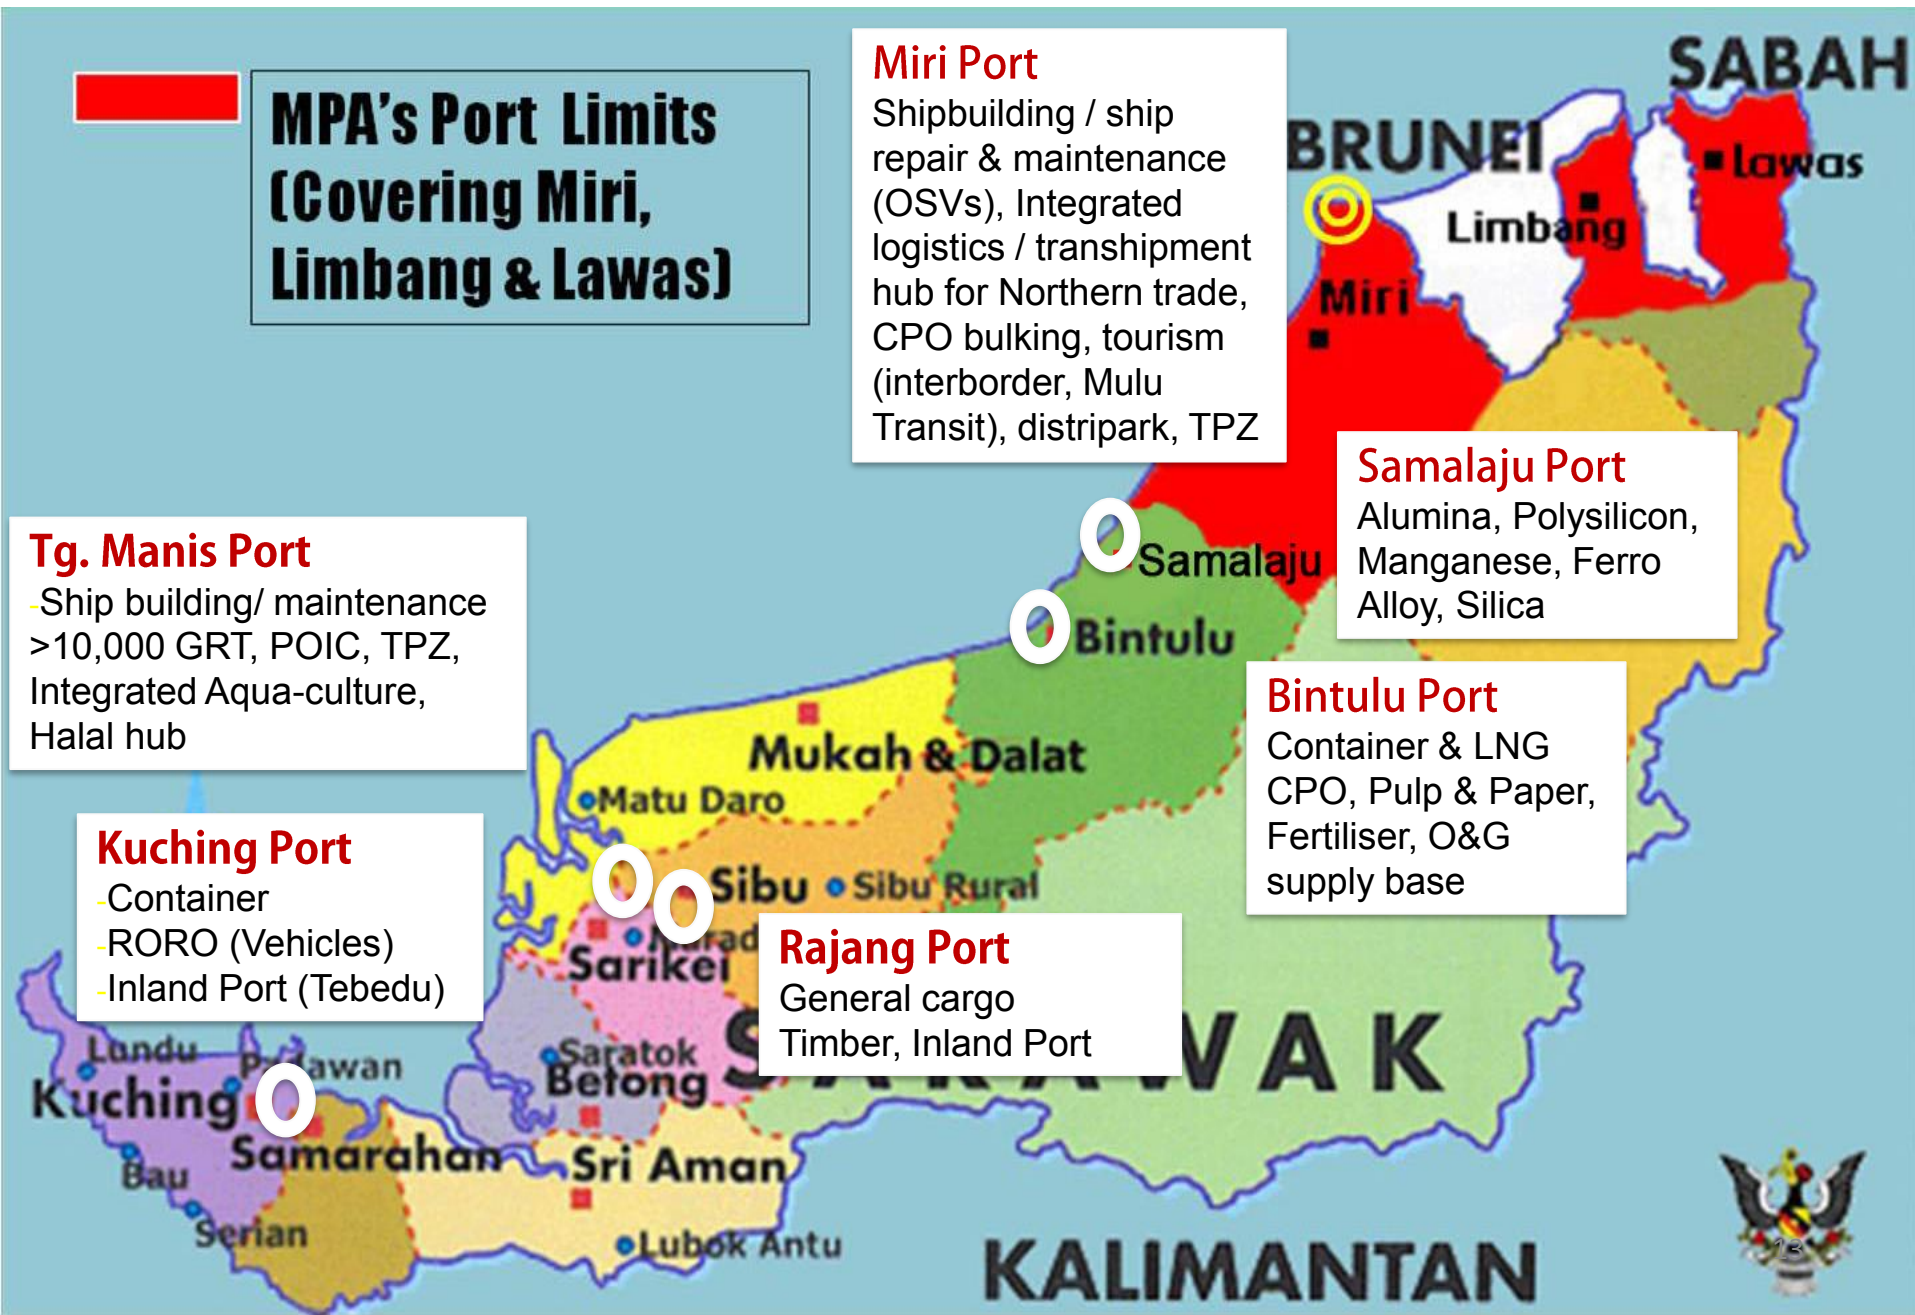 MPA's Port Limits
(Covering Miri,
Limbang & Lawas)
Miri Port
Shipbuilding / ship
repair & maintenance
(OSVs), Integrated
logistics / transhipment
hub for Northern trade,
CPO bulking, tourism
(interborder, Mulu
Transit), distripark, TPZ
SABAH
BRUNEI
Lawas
Limbang
Miri
Samalaju Port
Alumina, Polysilicon,
Manganese, Ferro
Alloy, Silica
Tg. Manis Port
-Ship building/ maintenance
>10,000 GRT, POIC, TPZ,
Integrated Aqua-culture,
Halal hub
Samalaju
Bintulu
Bintulu Port
Container & LNG
CPO, Pulp & Paper,
Fertiliser, O&G
supply base
Mukah & Dalat
Matu Daro
Kuching Port
-Container
-RORO (Vehicles)
-Inland Port (Tebedu)
Sibu
Sibu Rural
Sarikei
Rajang Port
General cargo
Timber, Inland Port
SARAWAK
Lundu
Kuching
Saratok
Betong
Samarahan
Sri Aman
Bau
Serian
Lubok Antu
KALIMANTAN
13